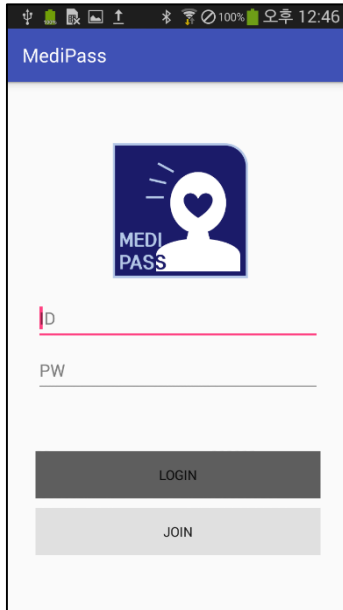 100% 오후 12:46
MediPass
MEDI
PASS
ID
PW
LOGIN
JOIN